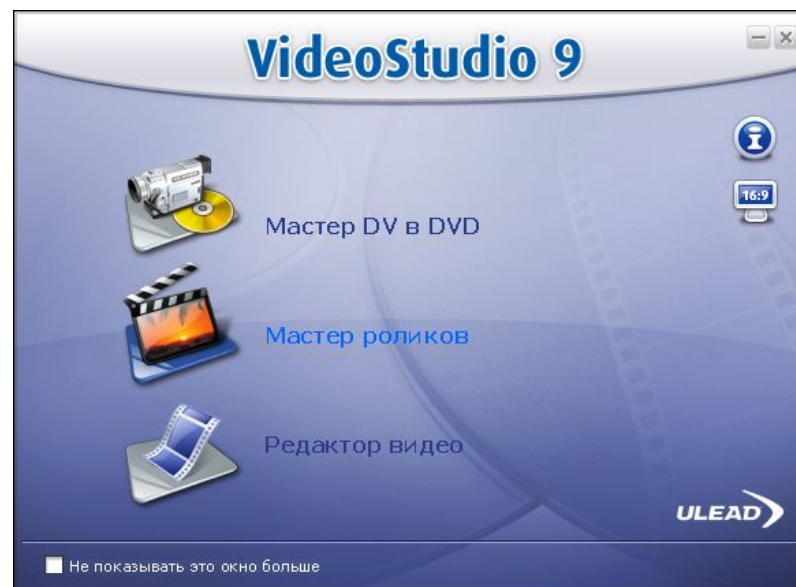 VideoStudio 9
16:9
Мастер DV в DVD
Мастер роликов
Редактор видео
ULEAD
Не показывать это окно больше